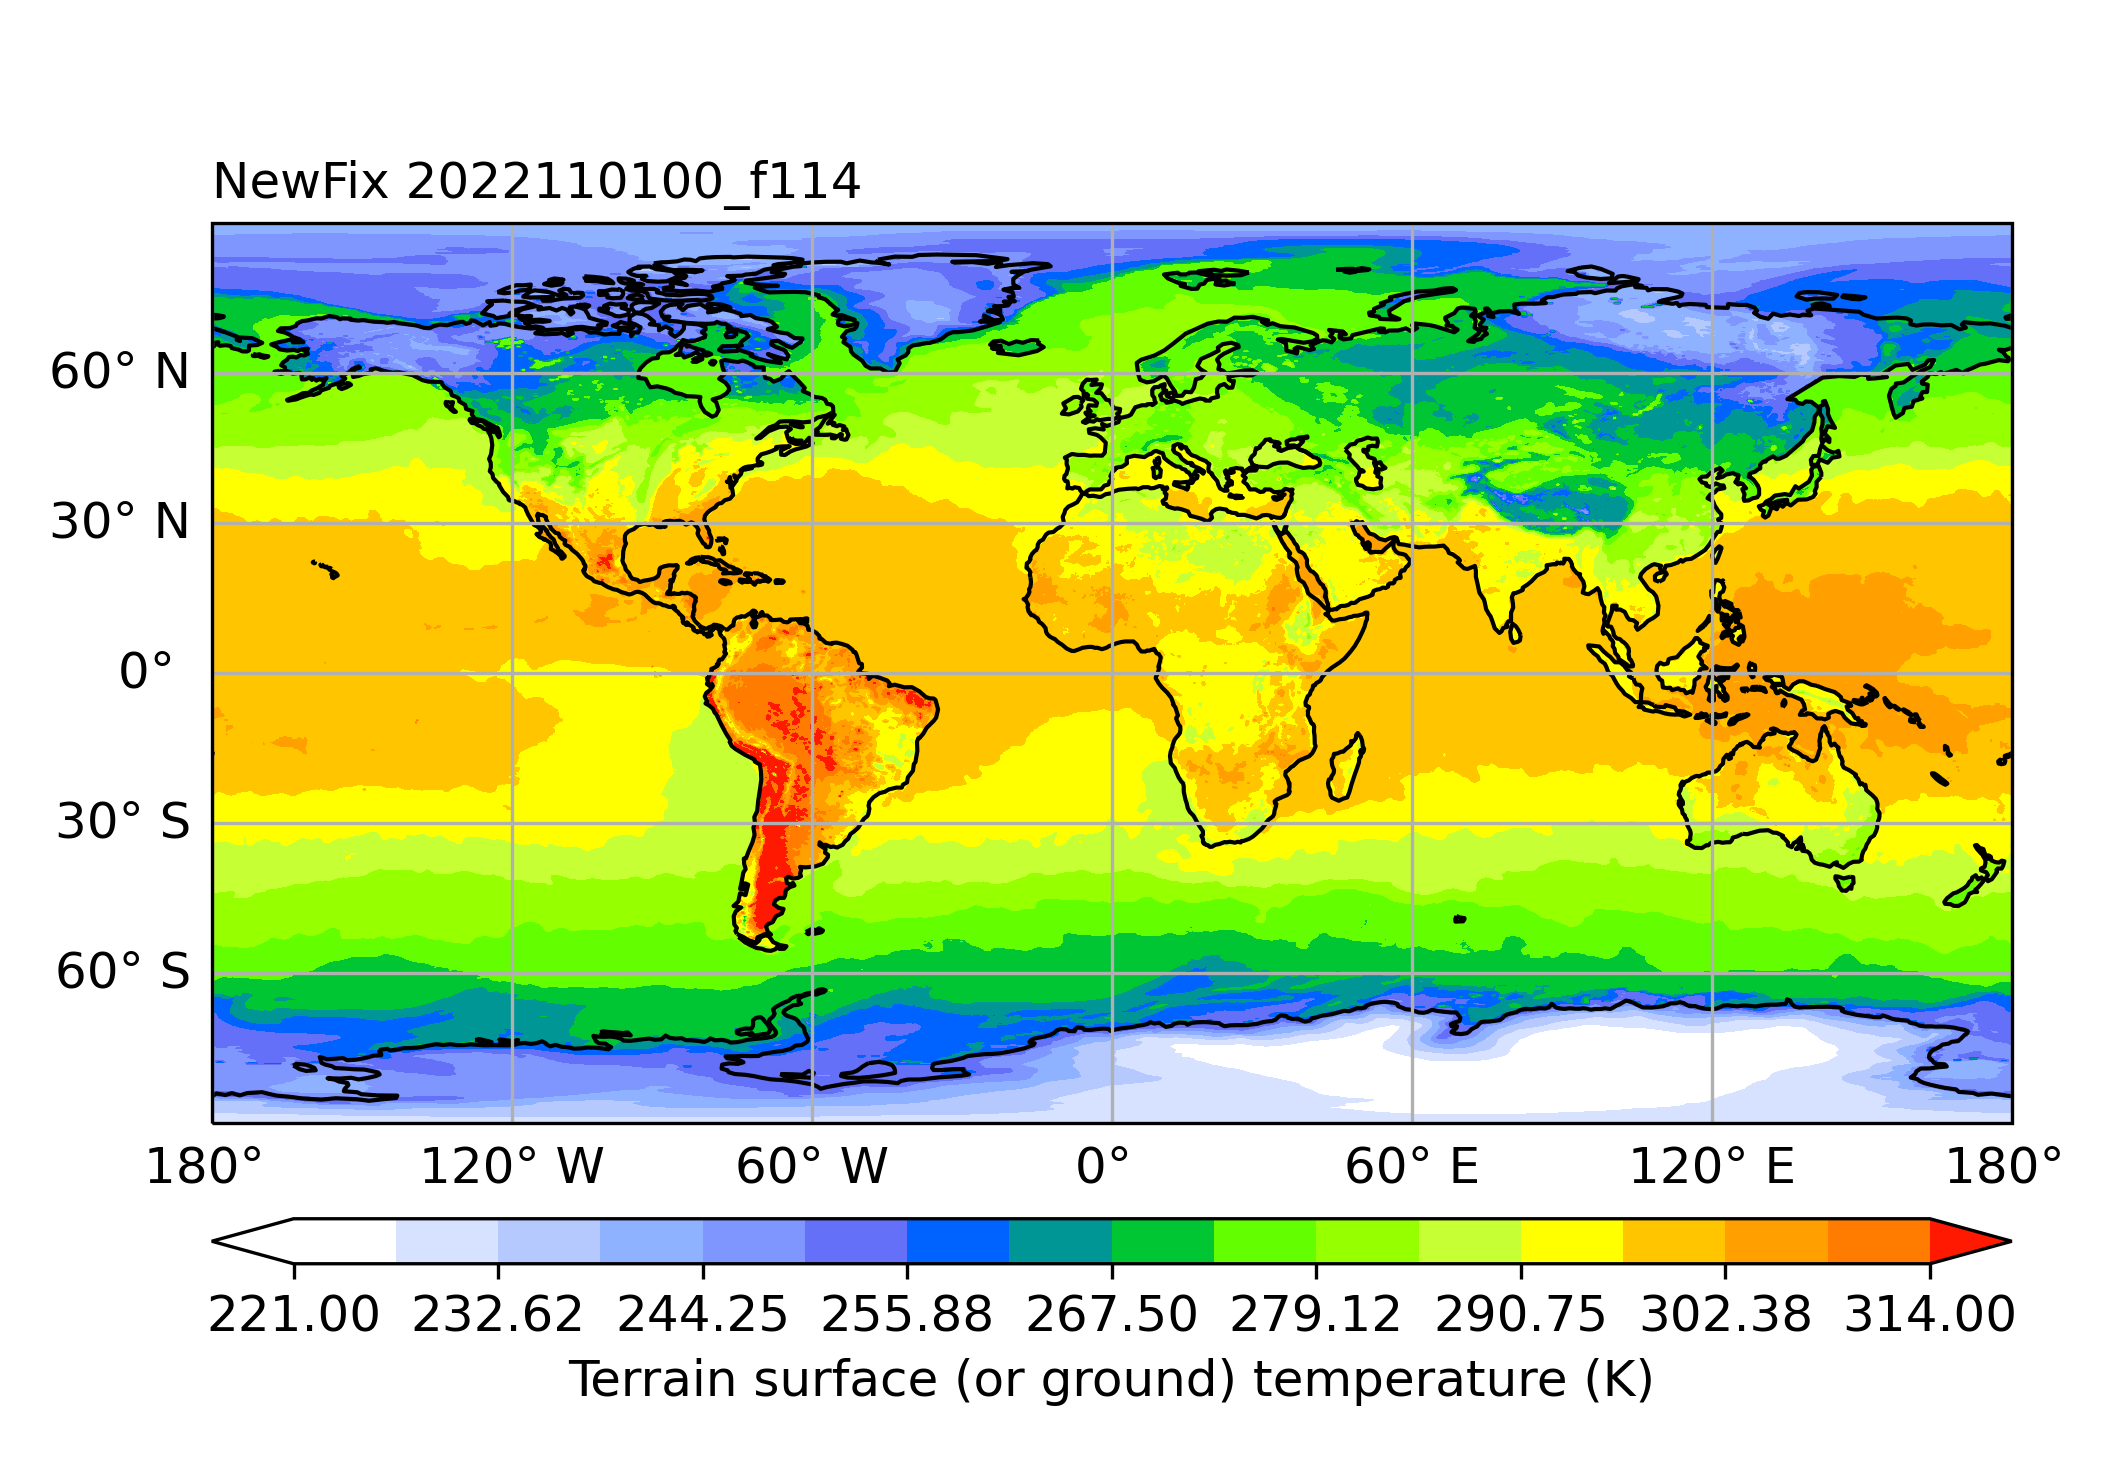 NewFix 2022110100_f114
60° N
30° N
0°
30° S
60° S
180° 120° W 60° W 0° 60° E 120° E 180°
221.00 232.62 244.25 255.88 267.50 279.12 290.75 302.38 314.00
Terrain surface (or ground) temperature (K)